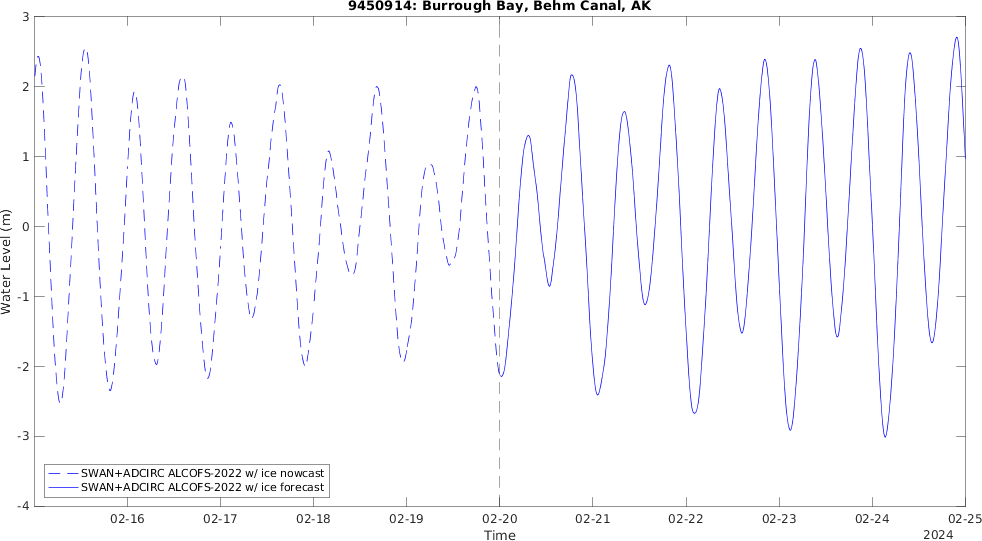 9450914: Burrough Bay, Behm Canal, AK
3
2
1
0
-1
-2
-3
-4
Water Level (m)
SWAN+ADCIRC ALCOFS-2022 w/ ice nowcast
SWAN+ADCIRC ALCOFS-2022 w/ ice forecast
02-16 02-17 02-18 02-19 02-20 02-21 02-22 02-23 02-24 02-25
Time
2024